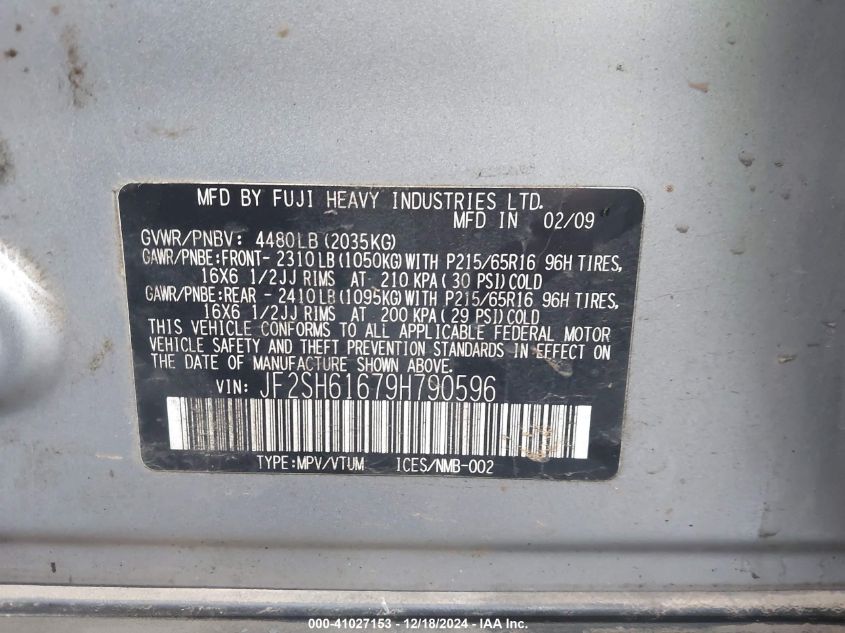 MFD BY FUJI HEAVY INDUSTRIES LTD.
MFD IN 02/09
GVWR/PNBV: 4480LB(2035KG)
GAWR/PNBE:FRONT- 2310LB(1050KG)WITH P215/65R16 96H TIRES,
16X6 1/2JJ RIMS AT 210 KPA(30 PSI)COLD
GAWR/PNBE:REAR - 2410LB(1095KG)WITH P215/65R16 96H TIRES,
16X6 1/2JJ RIMS AT 200 KPA(29 PSI)COLD
THIS VEHICLE CONFORMS TO ALL APPLICABLE FEDERAL MOTOR
VEHICLE SAFETY AND THEFT PREVENTION STANDARDS IN EFFECT ON
THE DATE OF MANUFACTURE SHOWN ABOVE.
VIN: JF2SH61679H790596
TYPE:MPV/VTUM ICES/NMB-002
000-41027153 - 12/18/2024 - IAA Inc.